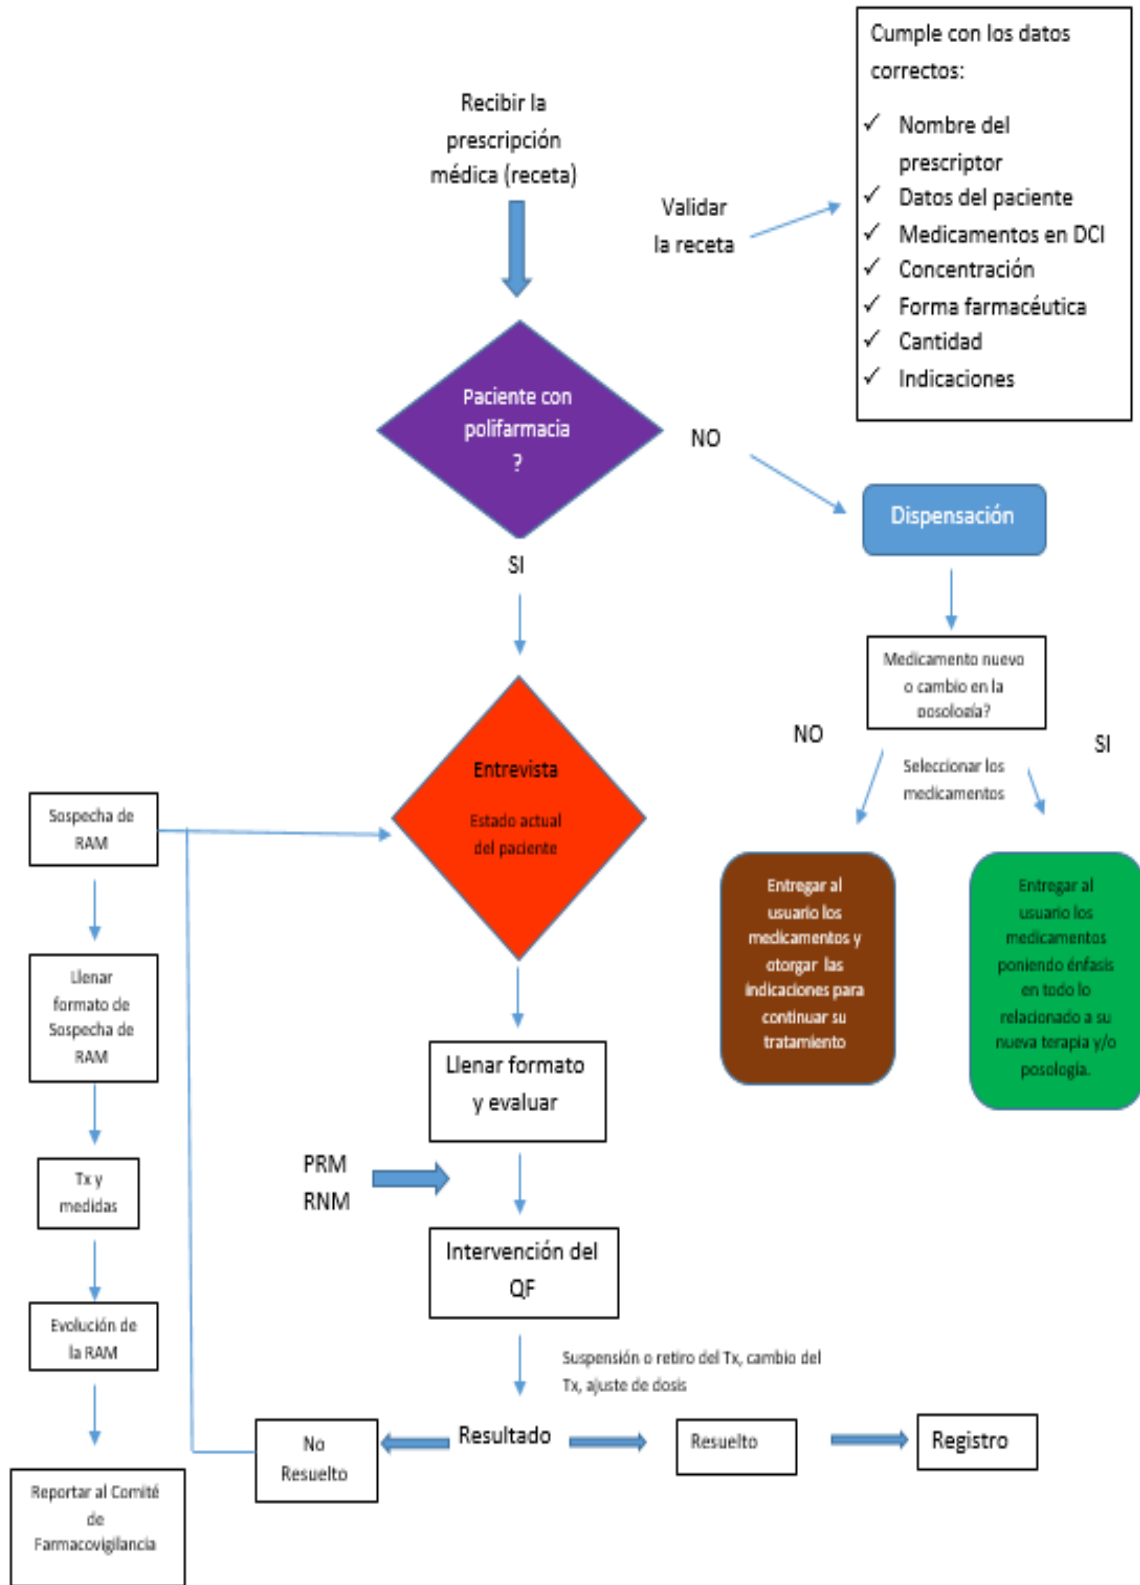 Recibir la
prescripción
médica (receta)
Validar
la receta
Cumple con los datos
correctos:
✓ Nombre del
prescriptor
✓ Datos del paciente
✓ Medicamentos en DCI
✓ Concentración
✓ Forma farmacéutica
✓ Cantidad
✓ Indicaciones
Paciente con
polifarmacia
?
NO
SI
Dispensación
Medicamento nuevo
o cambio en la
posología?
NO
SI
Seleccionar los
medicamentos
Entregar al
usuario los
medicamentos y
otorgar las
indicaciones para
continuar su
tratamiento
Entregar al
usuario los
medicamentos
poniendo énfasis
en todo lo
relacionado a su
nueva terapia y/o
posología.
Entrevista
Estado actual
del paciente
Sospecha de
RAM
Llenar
formato de
Sospecha de
RAM
Tx y
medidas
Evolución de
la RAM
Reportar al Comité
de
Farmacovigilancia
Llenar formato
y evaluar
PRM
RNM
Intervención del
QF
Suspensión o retiro del Tx, cambio del
Tx, ajuste de dosis
Resultado
No
Resuelto
Resuelto
Registro